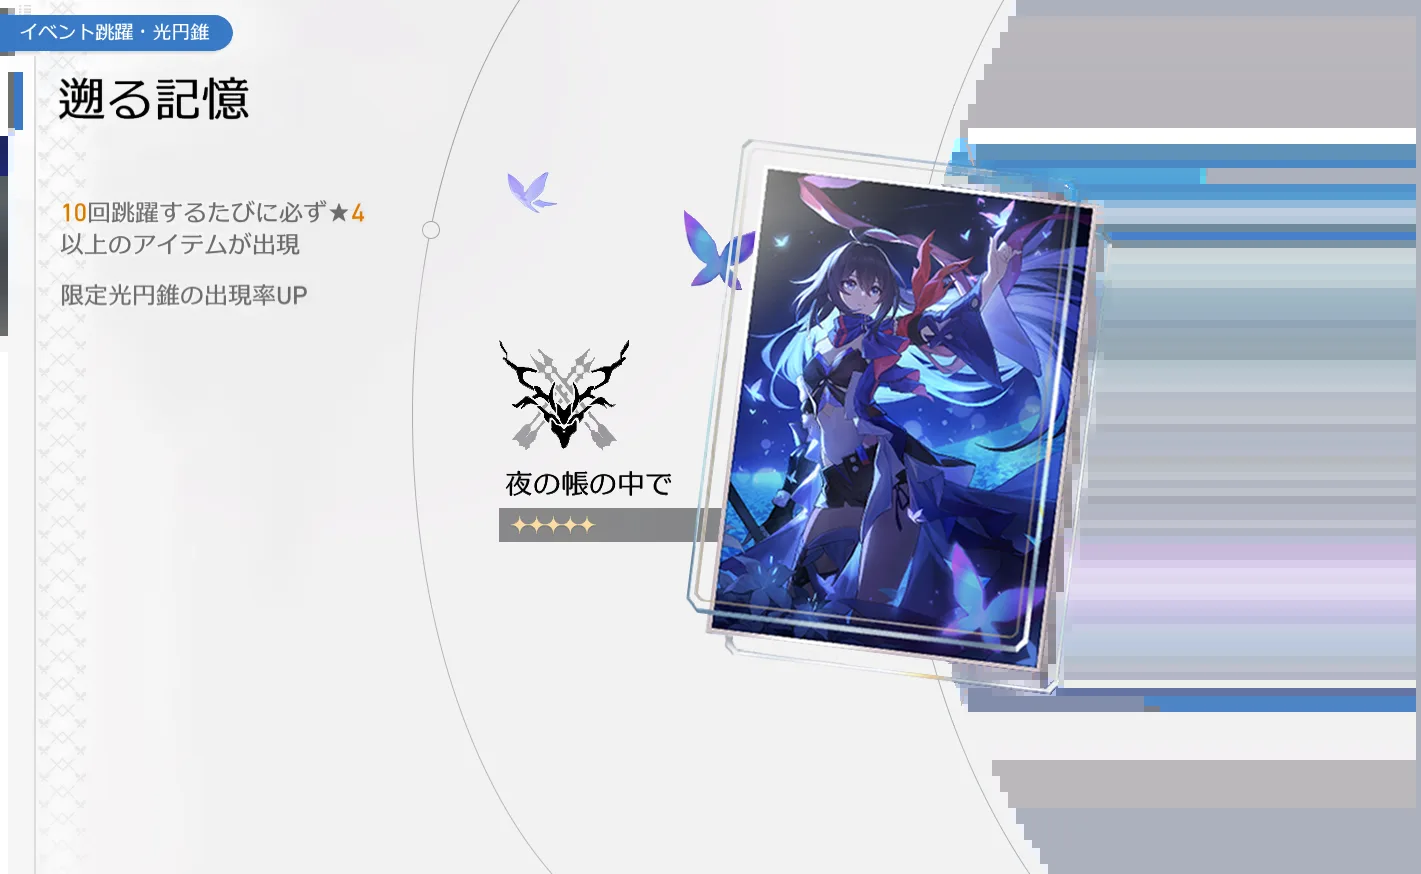 イベント跳躍・光円錐
遡る記憶
10回跳躍するたびに必ず★4
以上のアイテムが出現
限定光円錐の出現率UP
夜の帳の中で